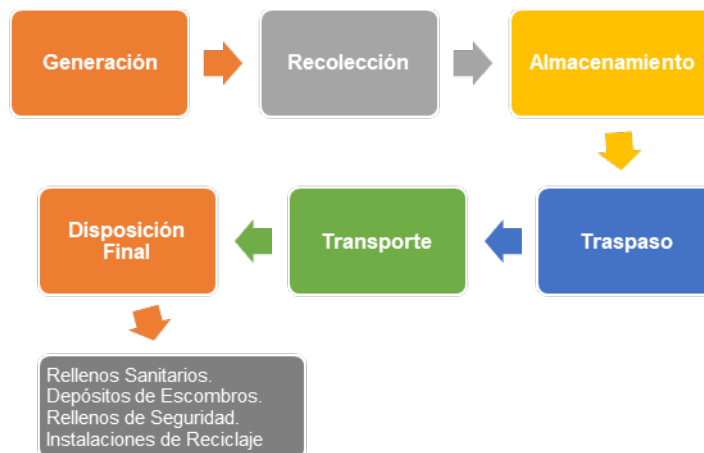 Generación
Recolección
Almacenamiento
Disposición
Final
Transporte
Traspaso
Rellenos Sanitarios.
Depósitos de Escombros.
Rellenos de Seguridad.
Instalaciones de Reciclaje